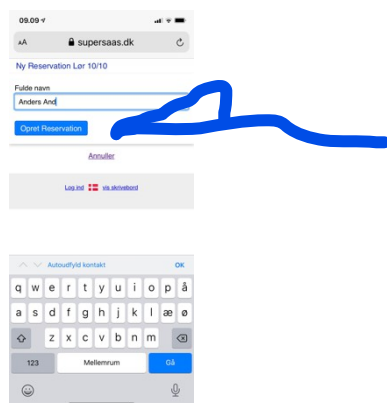 09.09
AA supersaas.dk
Ny Reservation Lør 10/10
Fulde navn
Anders And
Opret Reservation
Annuller
Log ind vis skrivebord
Autoudfyld kontakt OK
q w e r t y u i o p å
a s d f g h j k l æ ø
z x c v b n m
123 Mellemrum Gå